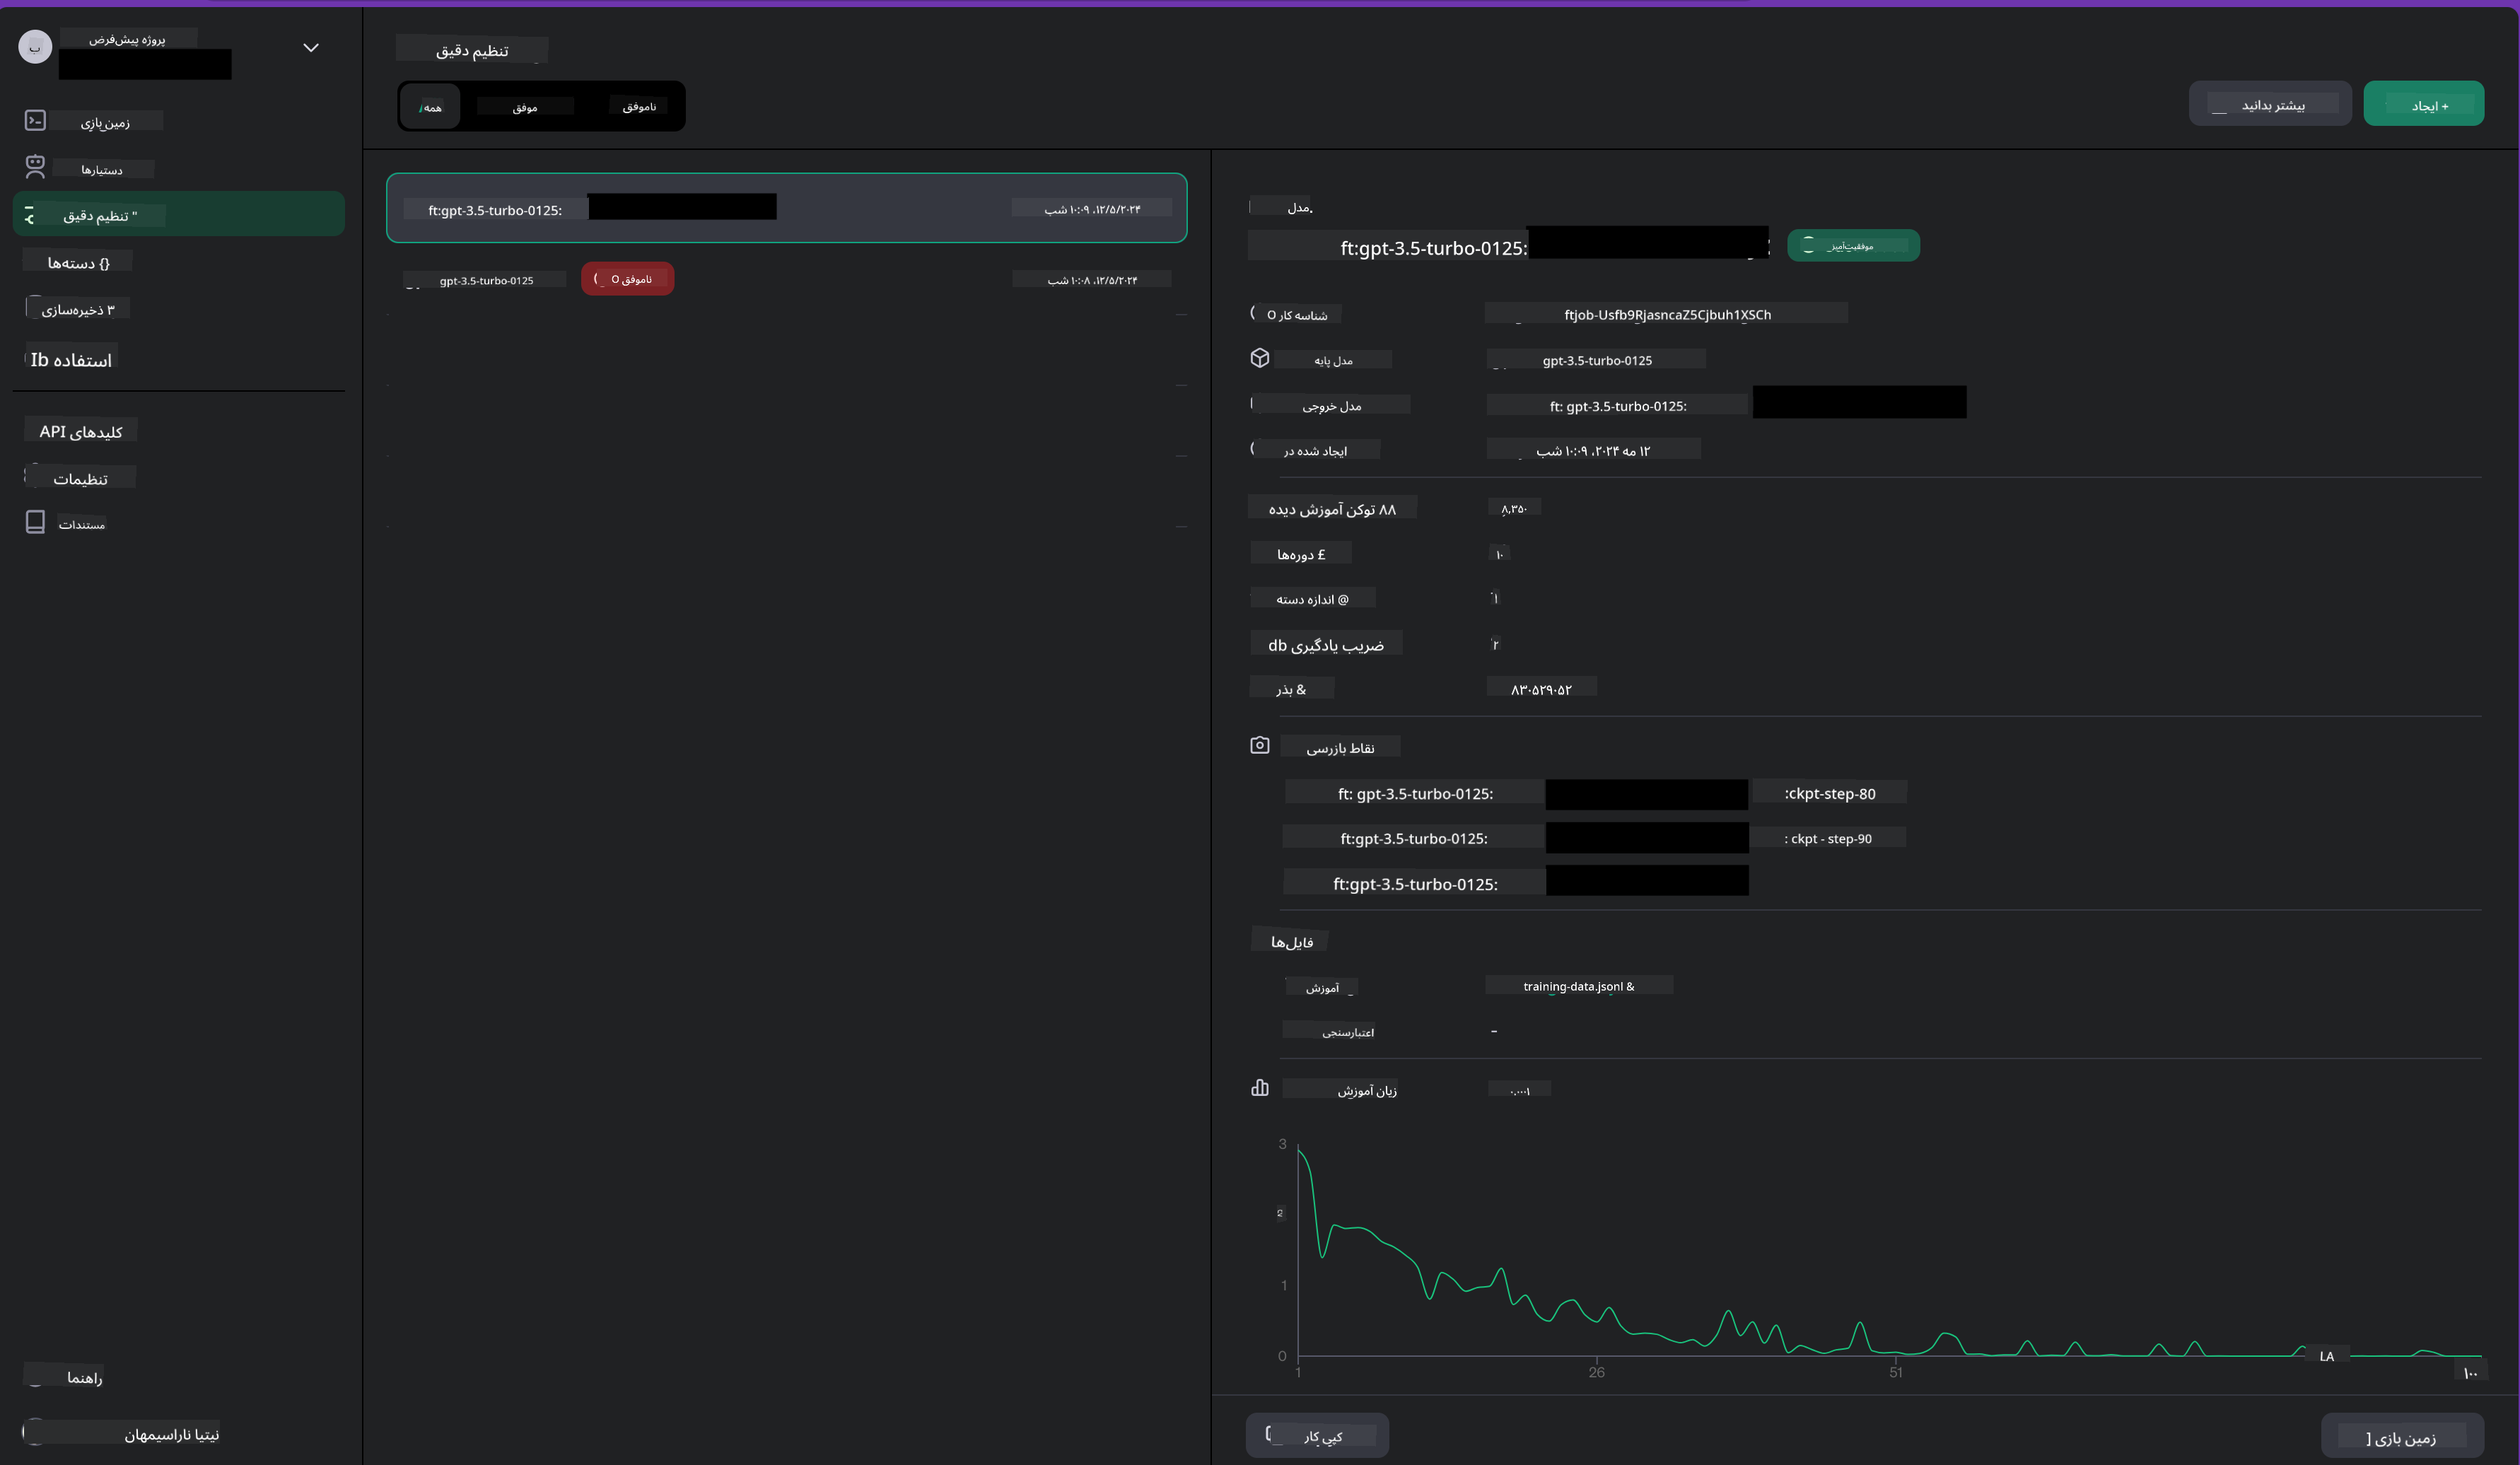 ب
پروژه پیش‌فرض
زمین بازی
دستیارها
" تنظیم دقیق
{} دسته‌ها
۳ ذخیره‌سازی
استفاده Ib
کلیدهای API
تنظیمات
مستندات
راهنما
نیتیا ناراسیمهان
تنظیم دقیق
همه
موفق
ناموفق
بیشتر بدانید
+ ایجاد
ft:gpt-3.5-turbo-0125:
۱۲/۵/۲۰۲۴، ۱۰:۰۹ شب
gpt-3.5-turbo-0125
ناموفق O
۱۲/۵/۲۰۲۴، ۱۰:۰۸ شب
مدل
ft:gpt-3.5-turbo-0125:
موفقیت‌آمیز
شناسه کار O
ftjob-Usfb9RjasncaZ5Cjbuh1XSCh
مدل پایه
gpt-3.5-turbo-0125
مدل خروجی
ft: gpt-3.5-turbo-0125:
ایجاد شده در
۱۲ مه ۲۰۲۴، ۱۰:۰۹ شب
۸۸ توکن آموزش دیده
۸,۳۵۰
£ دوره‌ها
۱۰
@ اندازه دسته
۱
ضریب یادگیری db
۲
& بذر
۸۳۰۵۲۹۰۵۲
نقاط بازرسی
ft: gpt-3.5-turbo-0125:
:ckpt-step-80
ft:gpt-3.5-turbo-0125:
: ckpt - step-90
ft:gpt-3.5-turbo-0125:
فایل‌ها
آموزش
training-data.jsonl &
اعتبارسنجی
–
زیان آموزش
۰.۰۰۰۱
3
2
1
0
1
26
51
LA
۱۰۰
کپی کار
زمین بازی [